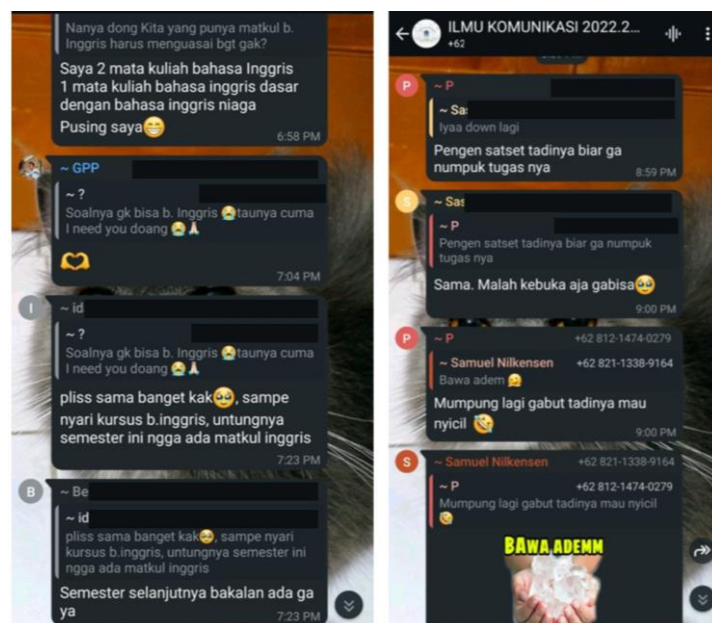 Nanya dong Kita yang punya matkul b.
Inggris harus menguasai bgt gak?
Saya 2 mata kuliah bahasa Inggris
1 mata kuliah bahasa inggris dasar
dengan bahasa inggris niaga
Pusing saya😁
6:58 PM
~ GPP
~ ?
Soalnya gk bisa b. Inggris 😭taunya cuma
I need you doang 😭🙏🏻
🫶
7:04 PM
I
~ id
~ ?
Soalnya gk bisa b. Inggris 😭taunya cuma
I need you doang 😭🙏🏻
pliss sama banget kak🥹, sampe
nyari kursus b.inggris, untungnya
semester ini ngga ada matkul inggris
7:23 PM
B
~ Be
~ id
pliss sama banget kak🥹, sampe nyari
kursus b.inggris, untungnya semester ini
ngga ada matkul inggris
Semester selanjutnya bakalan ada ga
ya
7:23 PM
ILMU KOMUNIKASI 2022.2...
+62
P
~ P
~ Sas
Iyaa down lagi
Pengen satset tadinya biar ga
numpuk tugas nya
8:59 PM
S
~ Sas
~ P
Pengen satset tadinya biar ga numpuk
tugas nya
Sama. Malah kebuka aja gabisa🥹
9:00 PM
P
~ P +62 812-1474-0279
~ Samuel Nilkensen +62 821-1338-9164
Bawa adem 🤗
Mumpung lagi gabut tadinya mau
nyicil 🤣
9:00 PM
S
~ Samuel Nilkensen +62 821-1338-9164
~ P +62 812-1474-0279
Mumpung lagi gabut tadinya mau nyicil
🤣
BAWA ADEMM